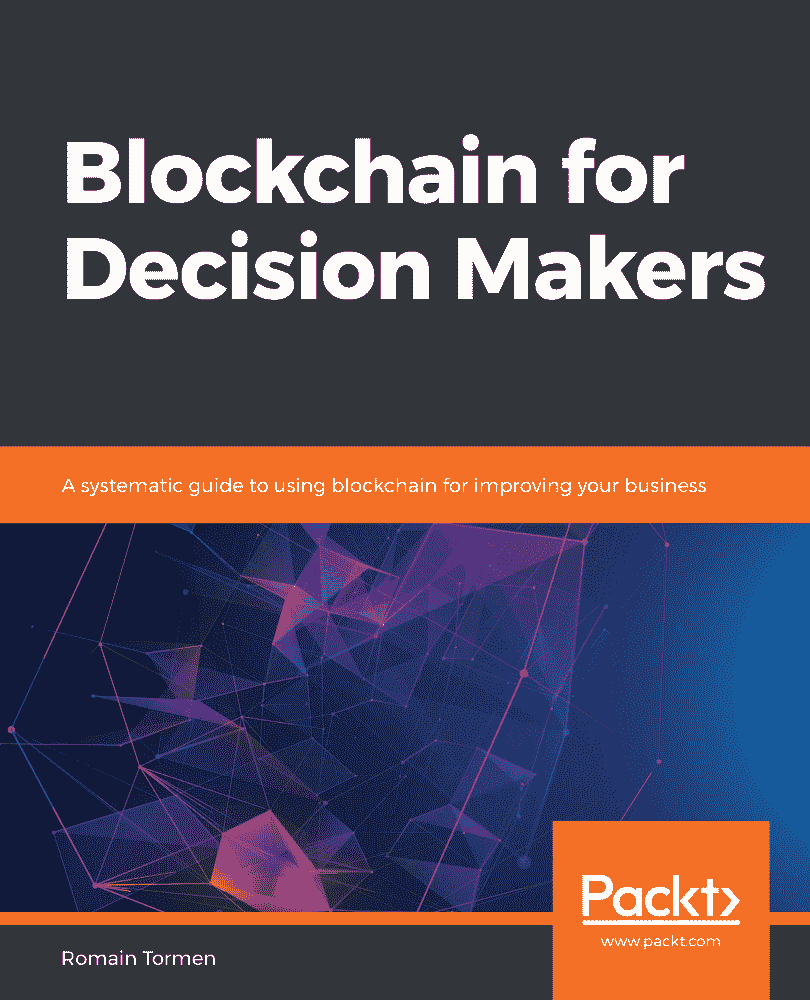 Blockchain for
Decision Makers
A systematic guide to using blockchain for improving your business
Packt>
www.packt.com
Romain Tormen